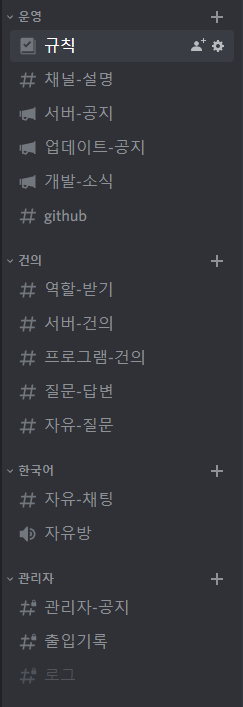 운영
규칙
채널-설명
서버-공지
업데이트-공지
개발-소식
github
건의
역할-받기
서버-건의
프로그램-건의
질문-답변
자유-질문
한국어
자유-채팅
자유방
관리자
관리자-공지
출입기록
로그